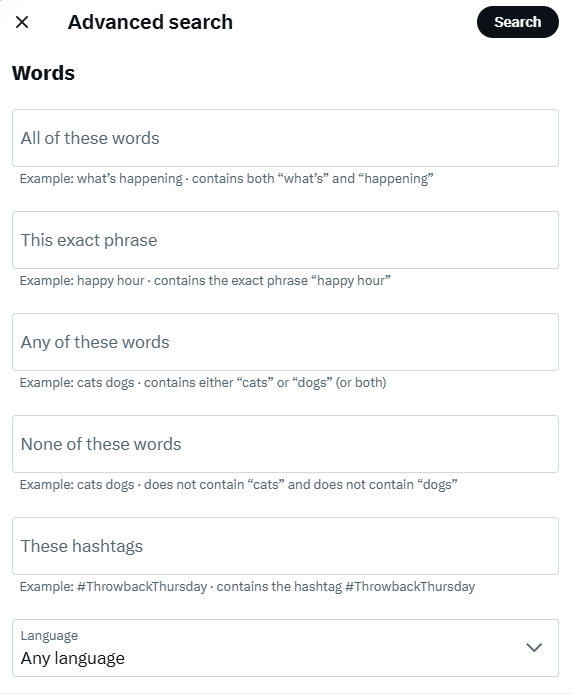 Advanced search
Search
Words
All of these words
Example: what’s happening · contains both “what’s” and “happening”
This exact phrase
Example: happy hour · contains the exact phrase “happy hour”
Any of these words
Example: cats dogs · contains either “cats” or “dogs” (or both)
None of these words
Example: cats dogs · does not contain “cats” and does not contain “dogs”
These hashtags
Example: #ThrowbackThursday · contains the hashtag #ThrowbackThursday
Language
Any language